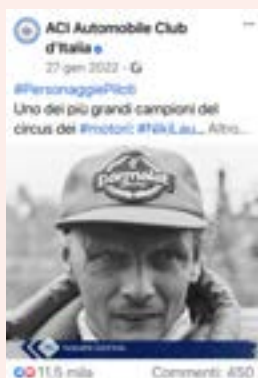 ACI Automobile Club
d'Italia
27 gen 2022
#PersonaggiePiloti
Uno dei più grandi campioni del
circus dei #motori: #NikiLau... Altro...
parmalat
11,5 mila Commenti: 450